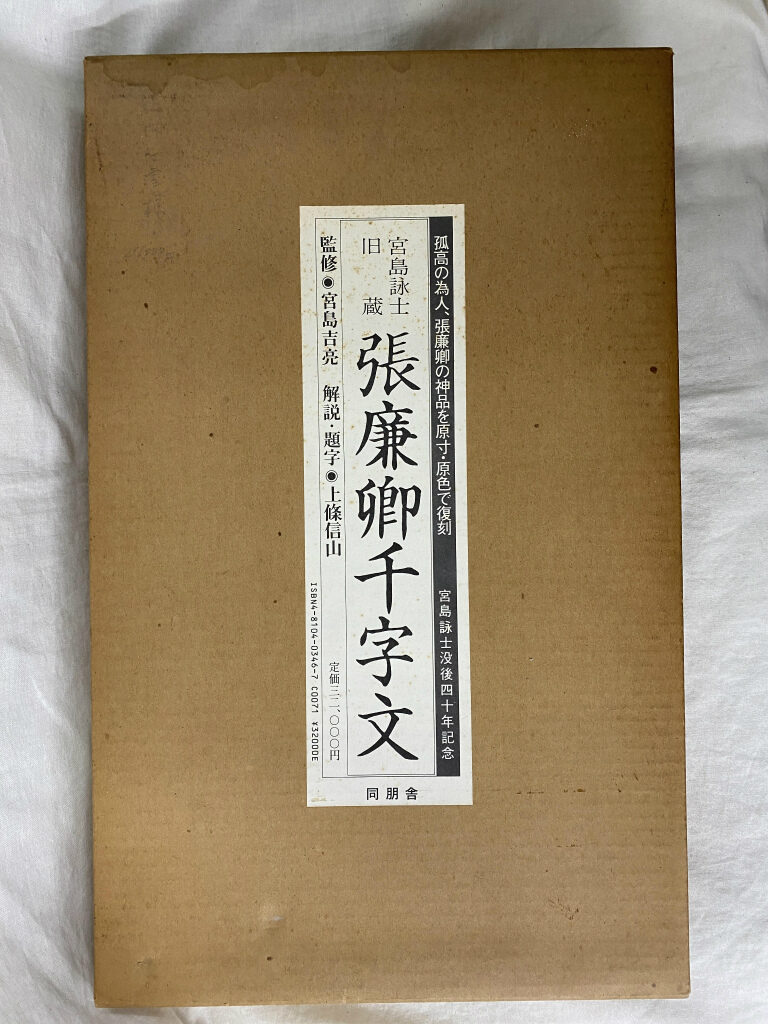 孤高の為人、張廉卿の神品を原寸・原色で復刻
宮島詠士没後四十年記念
宮島詠士
旧蔵
張廉卿千字文
監修◉宮島吉亮 解説・題字◉上條信山
定価三二、〇〇〇円
ISBN4-8104-0346-7 C0071 ¥32000E
同朋舎